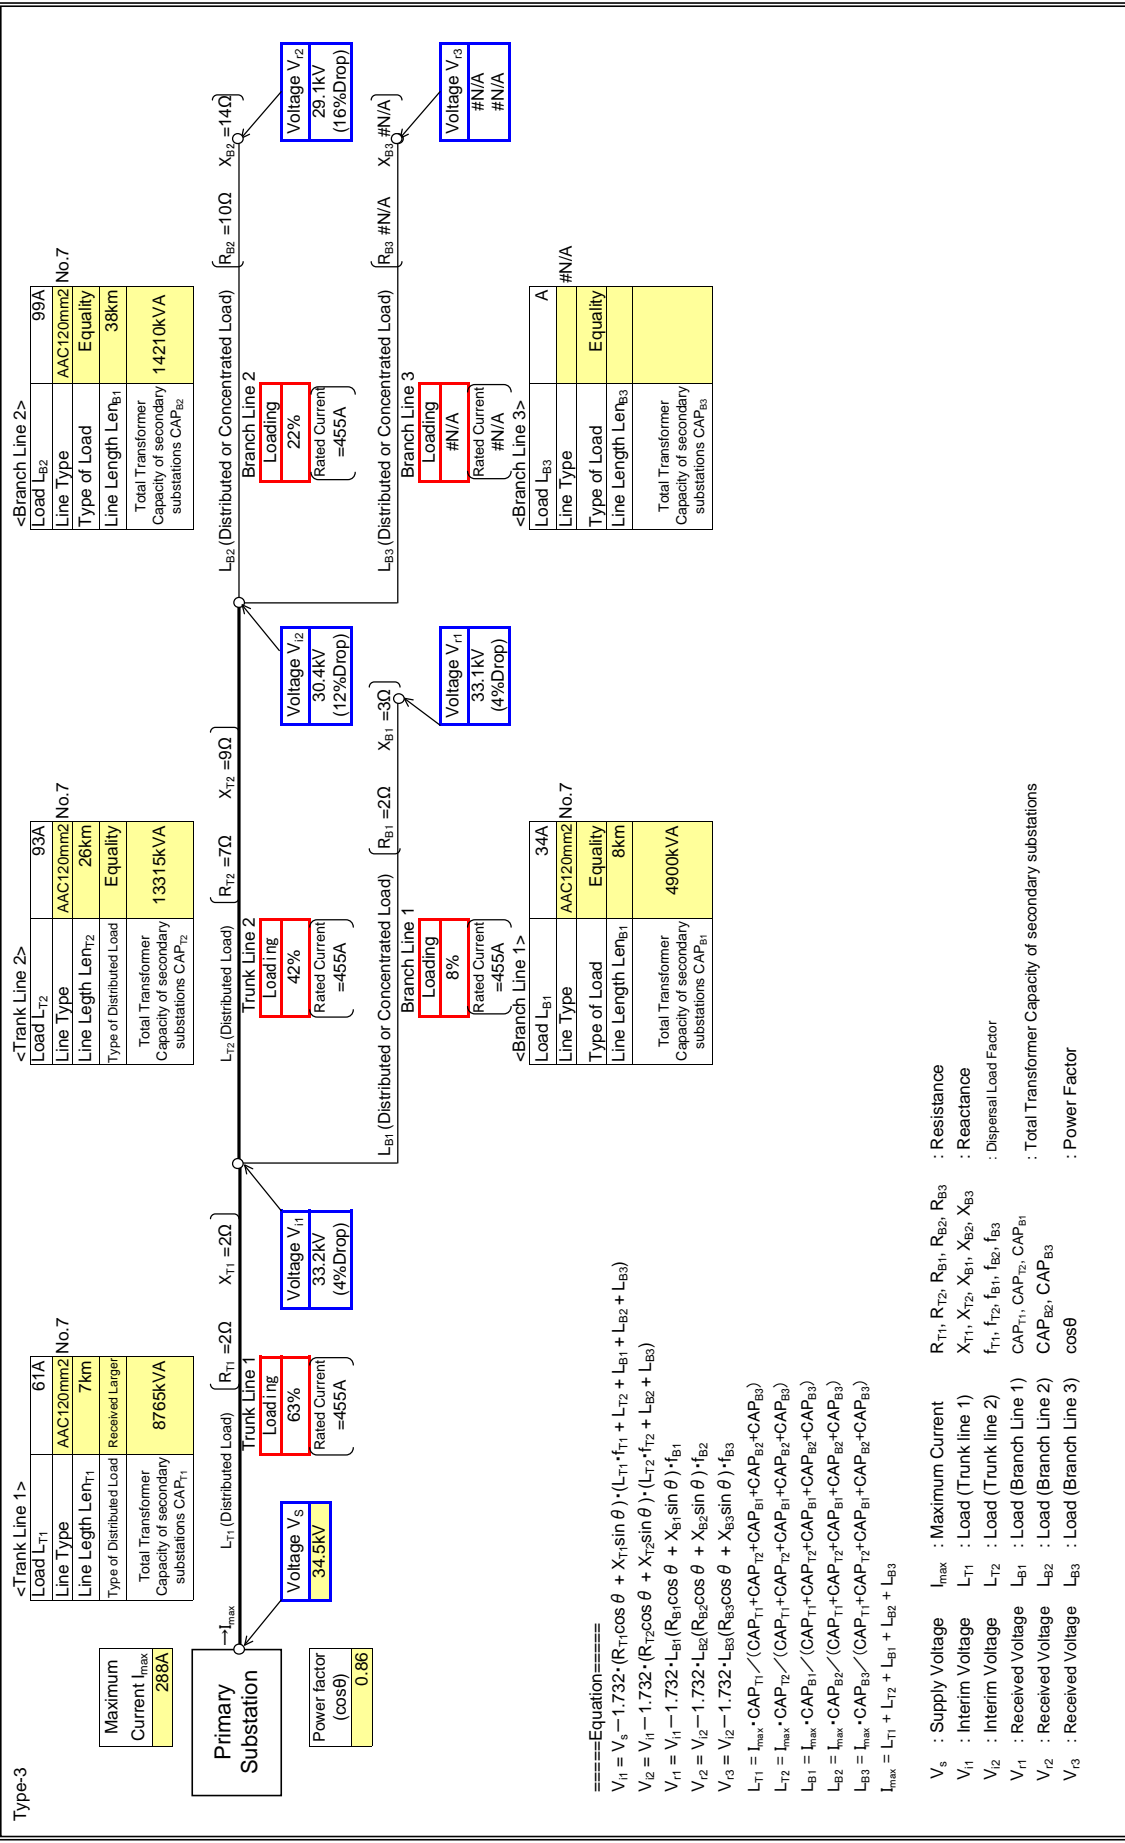 Type-3
Maximum
Current Imax
288A
Primary
Substation
Power factor
(cosθ)
0.86
→Imax
Voltage VS
34.5kV
<Trank Line 1>
Load LT1 61A
Line Type AAC120mm2 No.7
Line Legth LenT1 7km
Type of Distributed Load Received Larger
Total Transformer
Capacity of secondary
substations CAPT1
8765kVA
LT1 (Distributed Load)
RT1 =2Ω XT1 =2Ω
Trunk Line 1
Loading
63%
Rated Current
=455A
Voltage Vi1
33.2kV
(4%Drop)
<Trank Line 2>
Load LT2 93A
Line Type AAC120mm2 No.7
Line Legth LenT2 26km
Type of Distributed Load Equality
Total Transformer
Capacity of secondary
substations CAPT2
13315kVA
LT2 (Distributed Load)
RT2 =7Ω XT2 =9Ω
Trunk Line 2
Loading
42%
Rated Current
=455A
LB1 (Distributed or Concentrated Load)
RB1 =2Ω XB1 =3Ω
Branch Line 1
Loading
8%
Rated Current
=455A
<Branch Line 1>
Load LB1 34A
Line Type AAC120mm2 No.7
Type of Load Equality
Line Length LenB1 8km
Total Transformer
Capacity of secondary
substations CAPB1
4900kVA
Voltage Vi2
30.4kV
(12%Drop)
Voltage Vr1
33.1kV
(4%Drop)
<Branch Line 2>
Load LB2 99A
Line Type AAC120mm2 No.7
Type of Load Equality
Line Length LenB1 38km
Total Transformer
Capacity of secondary
substations CAPB2
14210kVA
LB2 (Distributed or Concentrated Load)
RB2 =10Ω XB2 =14Ω
Branch Line 2
Loading
22%
Rated Current
=455A
Voltage Vr2
29.1kV
(16%Drop)
LB3 (Distributed or Concentrated Load)
RB3 #N/A XB3 #N/A
Branch Line 3
Loading
#N/A
Rated Current
#N/A
Voltage Vr3
#N/A
#N/A
<Branch Line 3>
Load LB3 A
Line Type #N/A
Type of Load Equality
Line Length LenB3
Total Transformer
Capacity of secondary
substations CAPB3
=====Equation=====
Vi1 = Vs−1.732・(RT1cosθ + XT1sinθ)・(LT1・fT1 + LT2 + LB1 + LB2 + LB3)
Vi2 = Vi1−1.732・(RT2cosθ + XT2sinθ)・(LT2・fT2 + LB2 + LB3)
Vr1 = Vi1−1.732・LB1(RB1cosθ + XB1sinθ)・fB1
Vr2 = Vi2−1.732・LB2(RB2cosθ + XB2sinθ)・fB2
Vr3 = Vi2−1.732・LB3(RB3cosθ + XB3sinθ)・fB3
LT1 = Imax・CAPT1／(CAPT1+CAPT2+CAPB1+CAPB2+CAPB3)
LT2 = Imax・CAPT2／(CAPT1+CAPT2+CAPB1+CAPB2+CAPB3)
LB1 = Imax・CAPB1／(CAPT1+CAPT2+CAPB1+CAPB2+CAPB3)
LB2 = Imax・CAPB2／(CAPT1+CAPT2+CAPB1+CAPB2+CAPB3)
LB3 = Imax・CAPB3／(CAPT1+CAPT2+CAPB1+CAPB2+CAPB3)
Imax = LT1 + LT2 + LB1 + LB2 + LB3
Vs : Supply Voltage Imax : Maximum Current RT1, RT2, RB1, RB2, RB3 : Resistance
Vi1 : Interim Voltage LT1 : Load (Trunk line 1) XT1, XT2, XB1, XB2, XB3 : Reactance
Vi2 : Interim Voltage LT2 : Load (Trunk line 2) fT1, fT2, fB1, fB2, fB3 : Dispersal Load Factor
Vr1 : Received Voltage LB1 : Load (Branch Line 1) CAPT1, CAPT2, CAPB1 : Total Transformer Capacity of secondary substations
Vr2 : Received Voltage LB2 : Load (Branch Line 2) CAPB2, CAPB3
Vr3 : Received Voltage LB3 : Load (Branch Line 3) cosθ : Power Factor